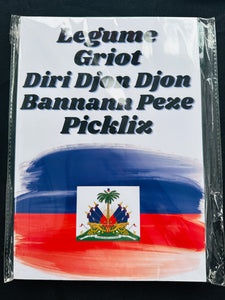 Legume
Griot
Diri Djon Djon
Bannann Peze
Pickliz